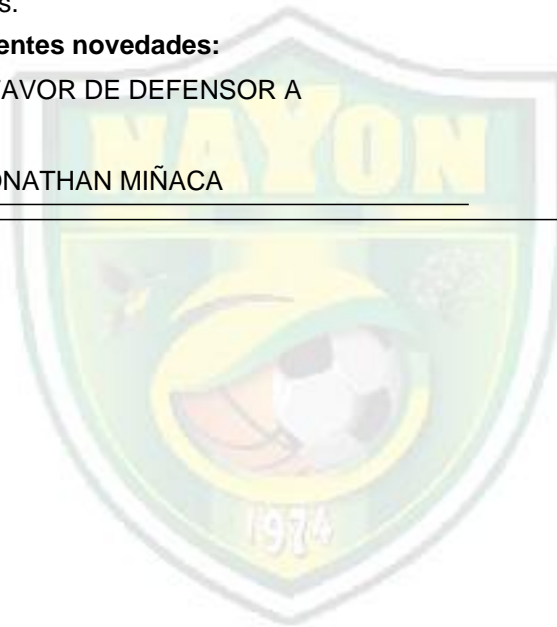 s.
entes novedades:
AVOR DE DEFENSOR A
ONATHAN MIÑACA
NAYON
1974